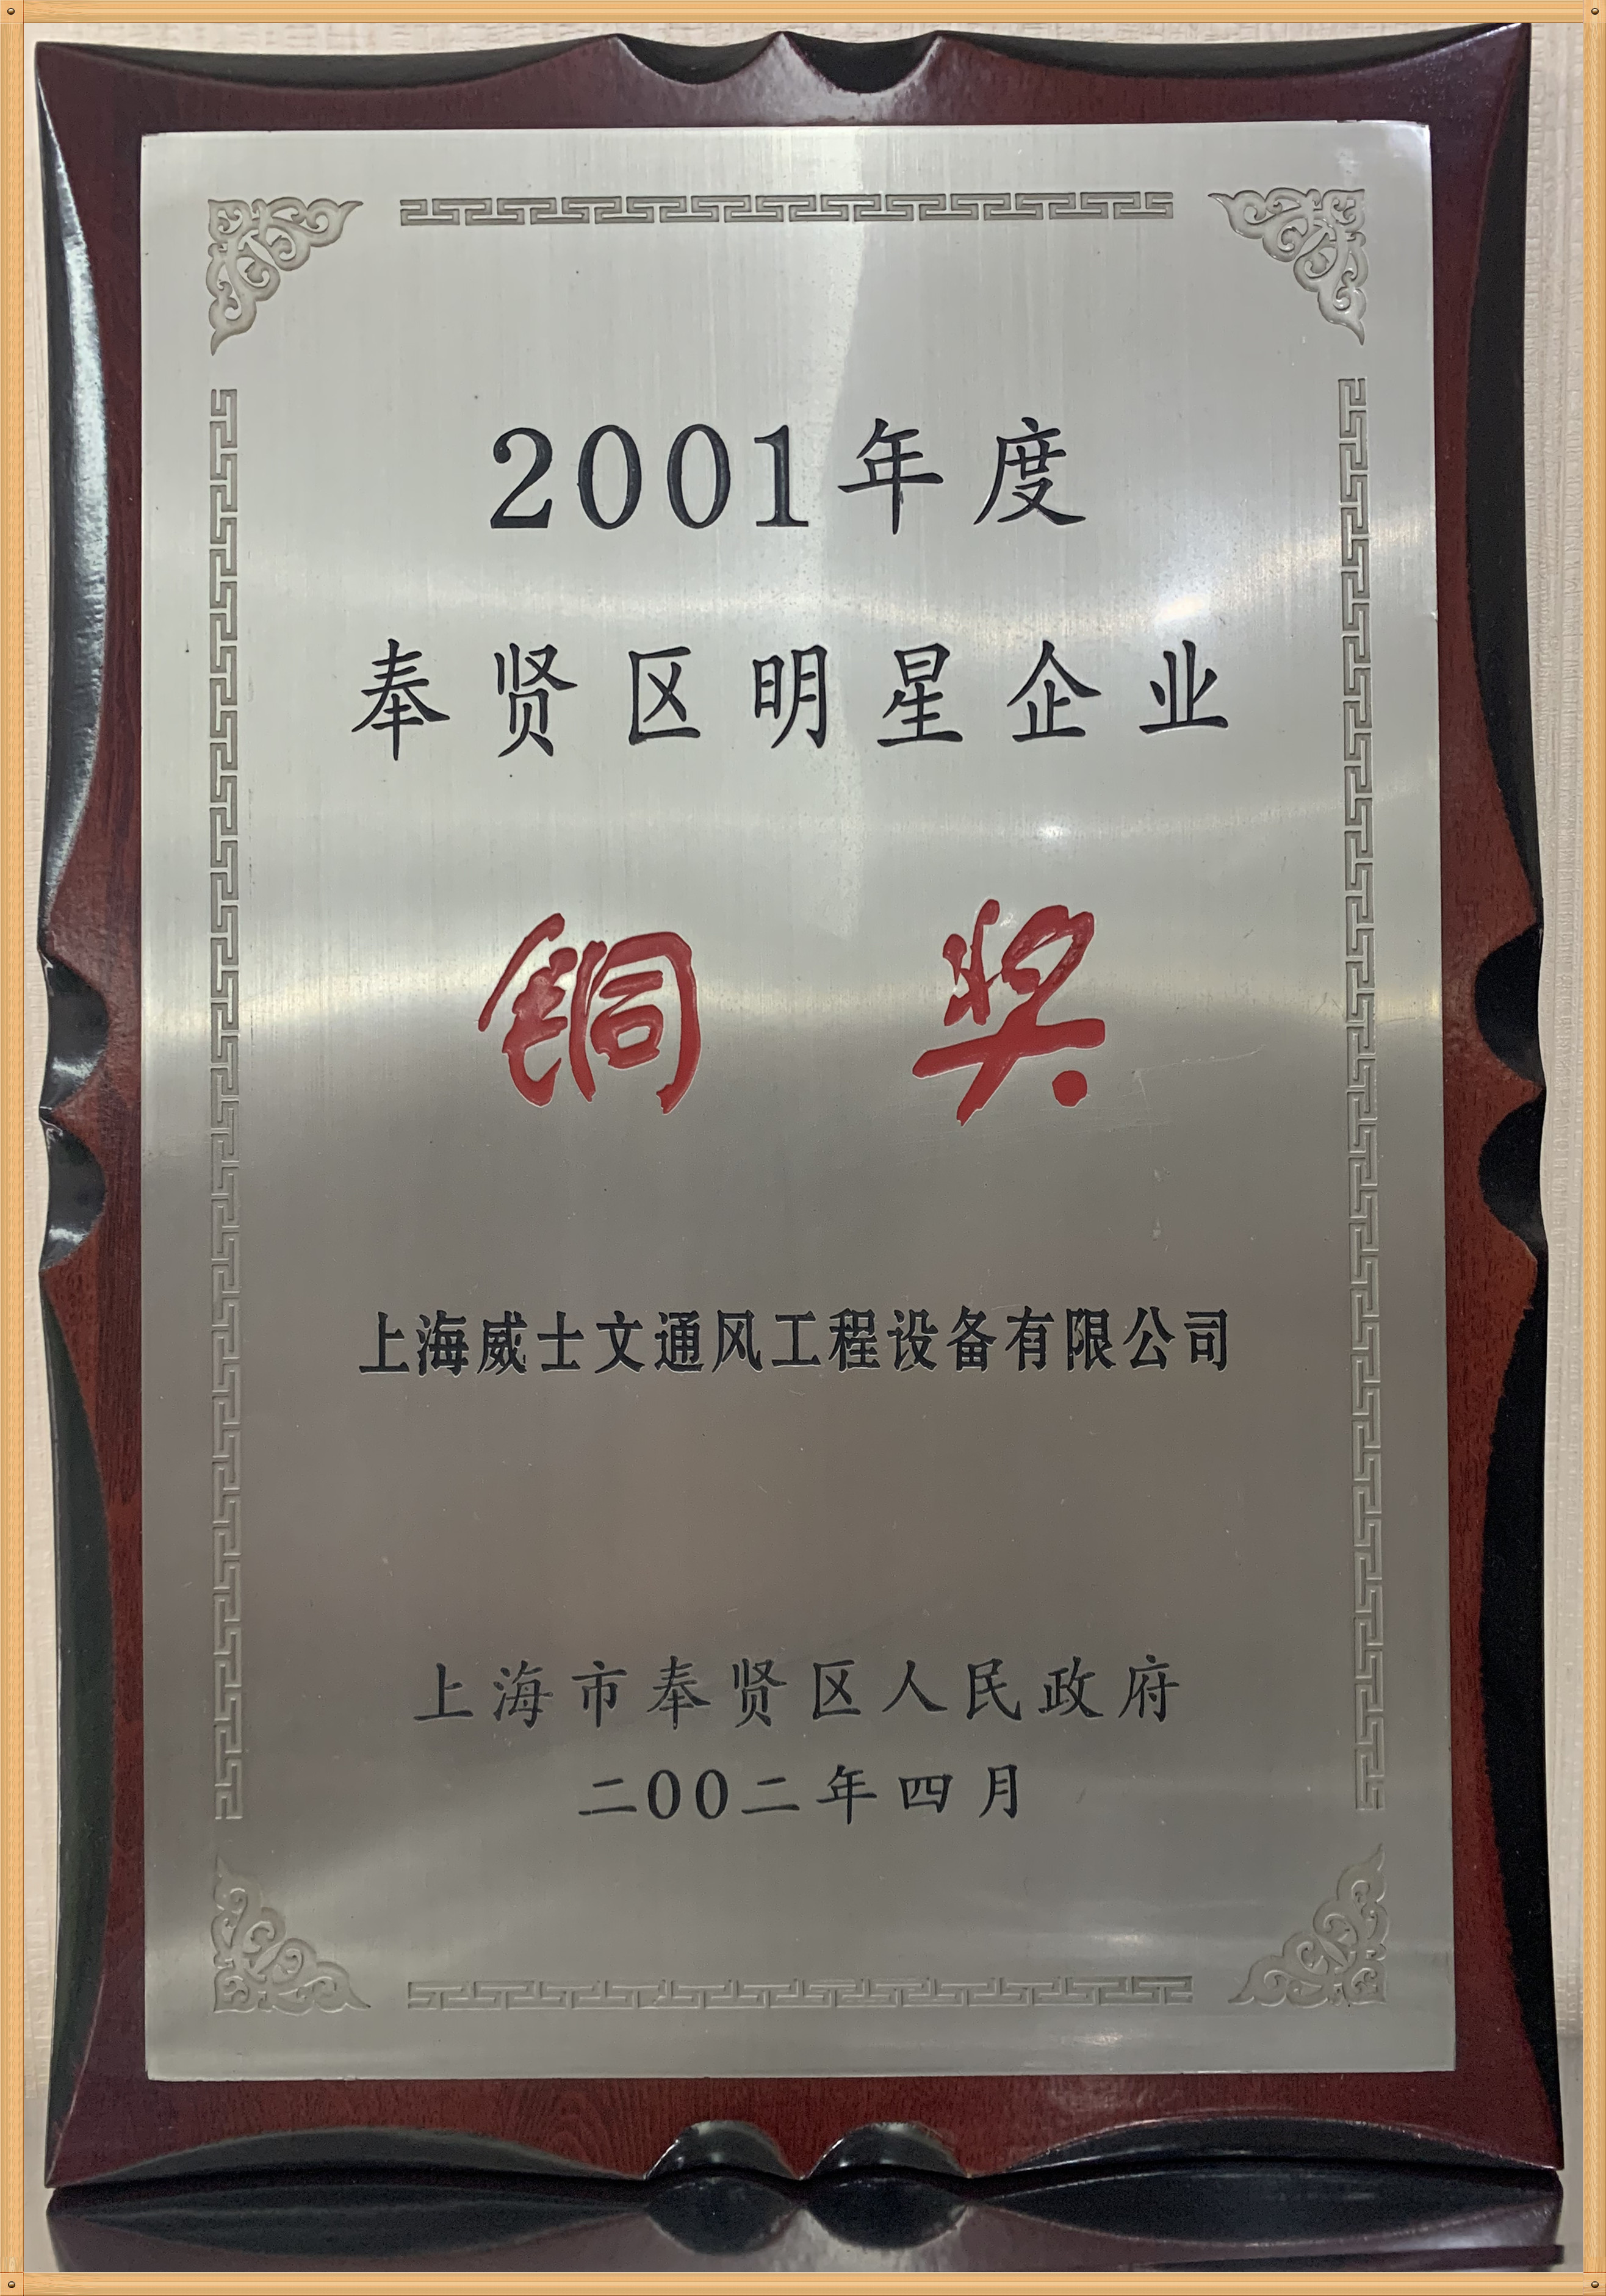 2001年度
奉贤区明星企业
铜奖
上海威士文通风工程设备有限公司
上海市奉贤区人民政府
二00二年四月